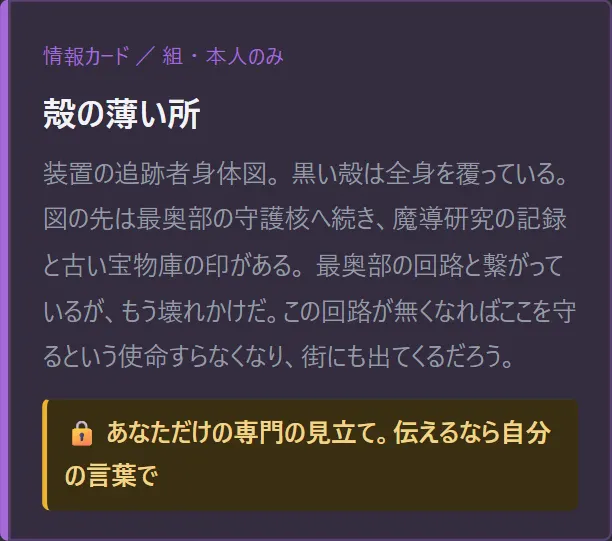 情報カード ／ 組 ・ 本人のみ
殻の薄い所
装置の追跡者身体図。黒い殻は全身を覆っている。
図の先は最奥部の守護核へ続き、魔導研究の記録
と古い宝物庫の印がある。最奥部の回路と繋がって
いるが、もう壊れかけだ。この回路が無くなればここを守
るという使命すらなくなり、街にも出てくるだろう。
🔒 あなただけの専門の見立て。伝えるなら自分
の言葉で